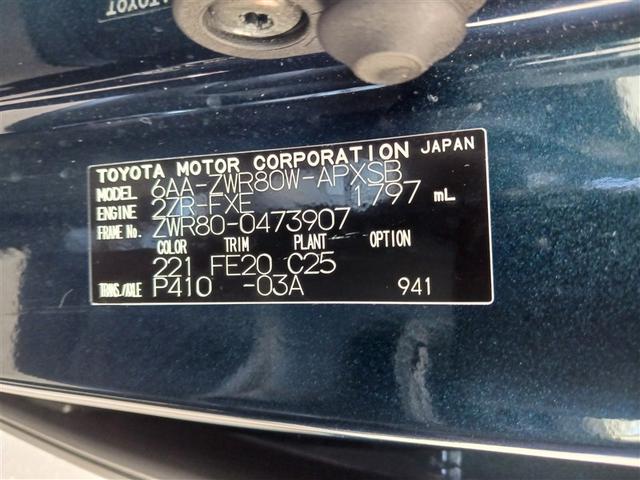 TOYOTA MOTOR CORPORATION JAPAN
MODEL 6AA-ZWR80W-APXSB
ENGINE 2ZR-FXE 1797 mL
FRAME No. ZWR80-0473907
COLOR TRIM PLANT OPTION
221 FE20 C25
TRANS./AXLE P410 -03A 941